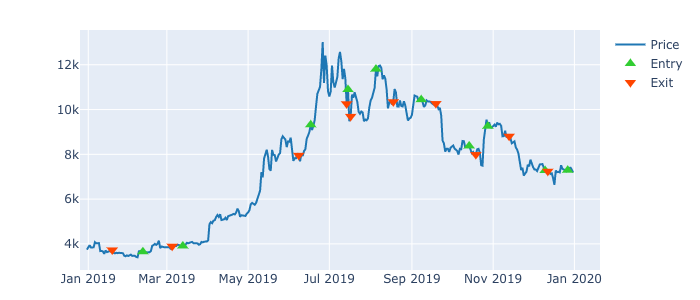 12k
10k
8k
6k
4k
Jan 2019
Mar 2019
May 2019
Jul 2019
Sep 2019
Nov 2019
Jan 2020
Price
Entry
Exit